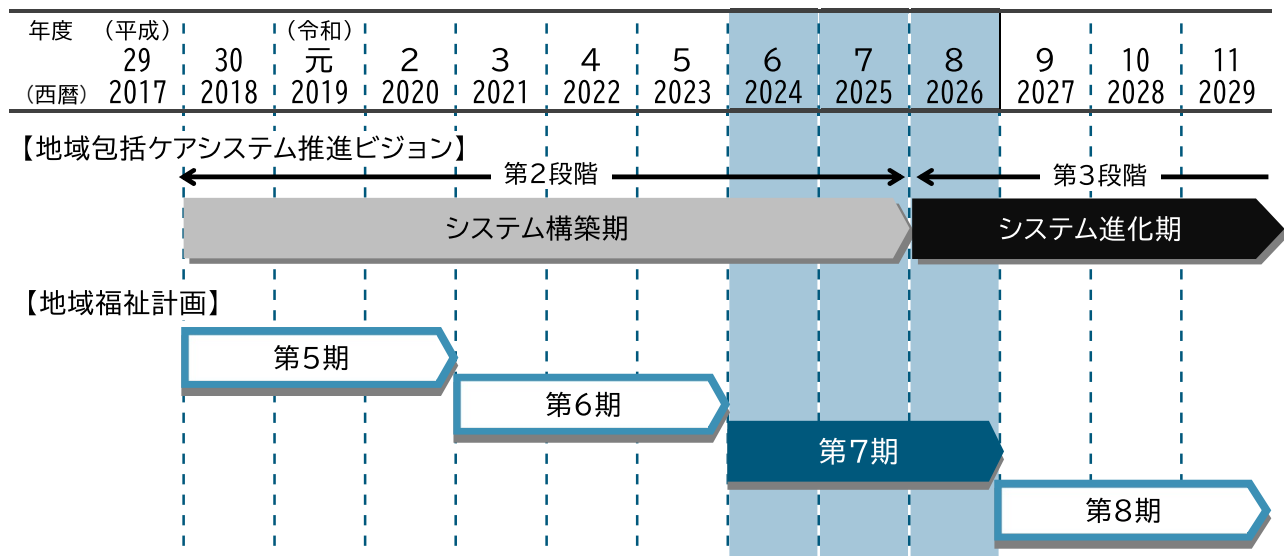 年度 （平成） （令和）
29 30 元 2 3 4 5 6 7 8 9 10 11
（西暦） 2017 2018 2019 2020 2021 2022 2023 2024 2025 2026 2027 2028 2029
【地域包括ケアシステム推進ビジョン】
第2段階 第3段階
システム構築期 システム進化期
【地域福祉計画】
第5期
第6期
第7期
第8期